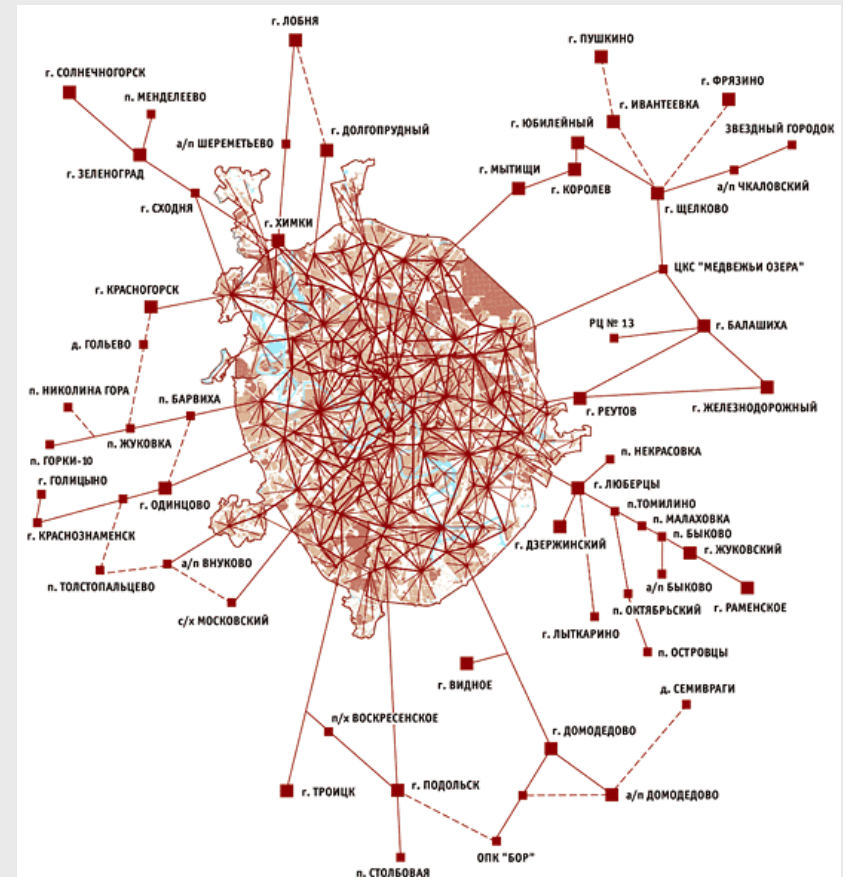 г. ЛОБНЯ
г. ПУШКИНО
г. СОЛНЕЧНОГОРСК
г. ФРЯЗИНО
п. МЕНДЕЛЕЕВО
г. ИВАНТЕЕВКА
г. ЮБИЛЕЙНЫЙ
ЗВЕЗДНЫЙ ГОРОДОК
г. ДОЛГОПРУДНЫЙ
а/п ШЕРЕМЕТЬЕВО
г. МЫТИЩИ
г. ЗЕЛЕНОГРАД
г. КОРОЛЕВ
а/п ЧКАЛОВСКИЙ
г. СХОДНЯ
г. ЩЕЛКОВО
г. ХИМКИ
ЦКС "МЕДВЕЖЬИ ОЗЕРА"
г. КРАСНОГОРСК
РЦ № 13
г. БАЛАШИХА
д. ГОЛЬЕВО
п. НИКОЛИНА ГОРА
п. БАРВИХА
г. РЕУТОВ
г. ЖЕЛЕЗНОДОРОЖНЫЙ
п. ЖУКОВКА
п. ГОРКИ-10
п. НЕКРАСОВКА
г. ГОЛИЦЫНО
г. ЛЮБЕРЦЫ
г. ОДИНЦОВО
п.ТОМИЛИНО
п. МАЛАХОВКА
г. КРАСНОЗНАМЕНСК
п. БЫКОВО
г. ДЗЕРЖИНСКИЙ
г. ЖУКОВСКИЙ
а/п ВНУКОВО
п. ТОЛСТОПАЛЬЦЕВО
а/п БЫКОВО
п. ОКТЯБРЬСКИЙ
г. РАМЕНСКОЕ
с/х МОСКОВСКИЙ
г. ЛЫТКАРИНО
п. ОСТРОВЦЫ
г. ВИДНОЕ
д. СЕМИВРАГИ
п/х ВОСКРЕСЕНСКОЕ
г. ДОМОДЕДОВО
г. ТРОИЦК
г. ПОДОЛЬСК
а/п ДОМОДЕДОВО
ОПК "БОР"
п. СТОЛБОВАЯ